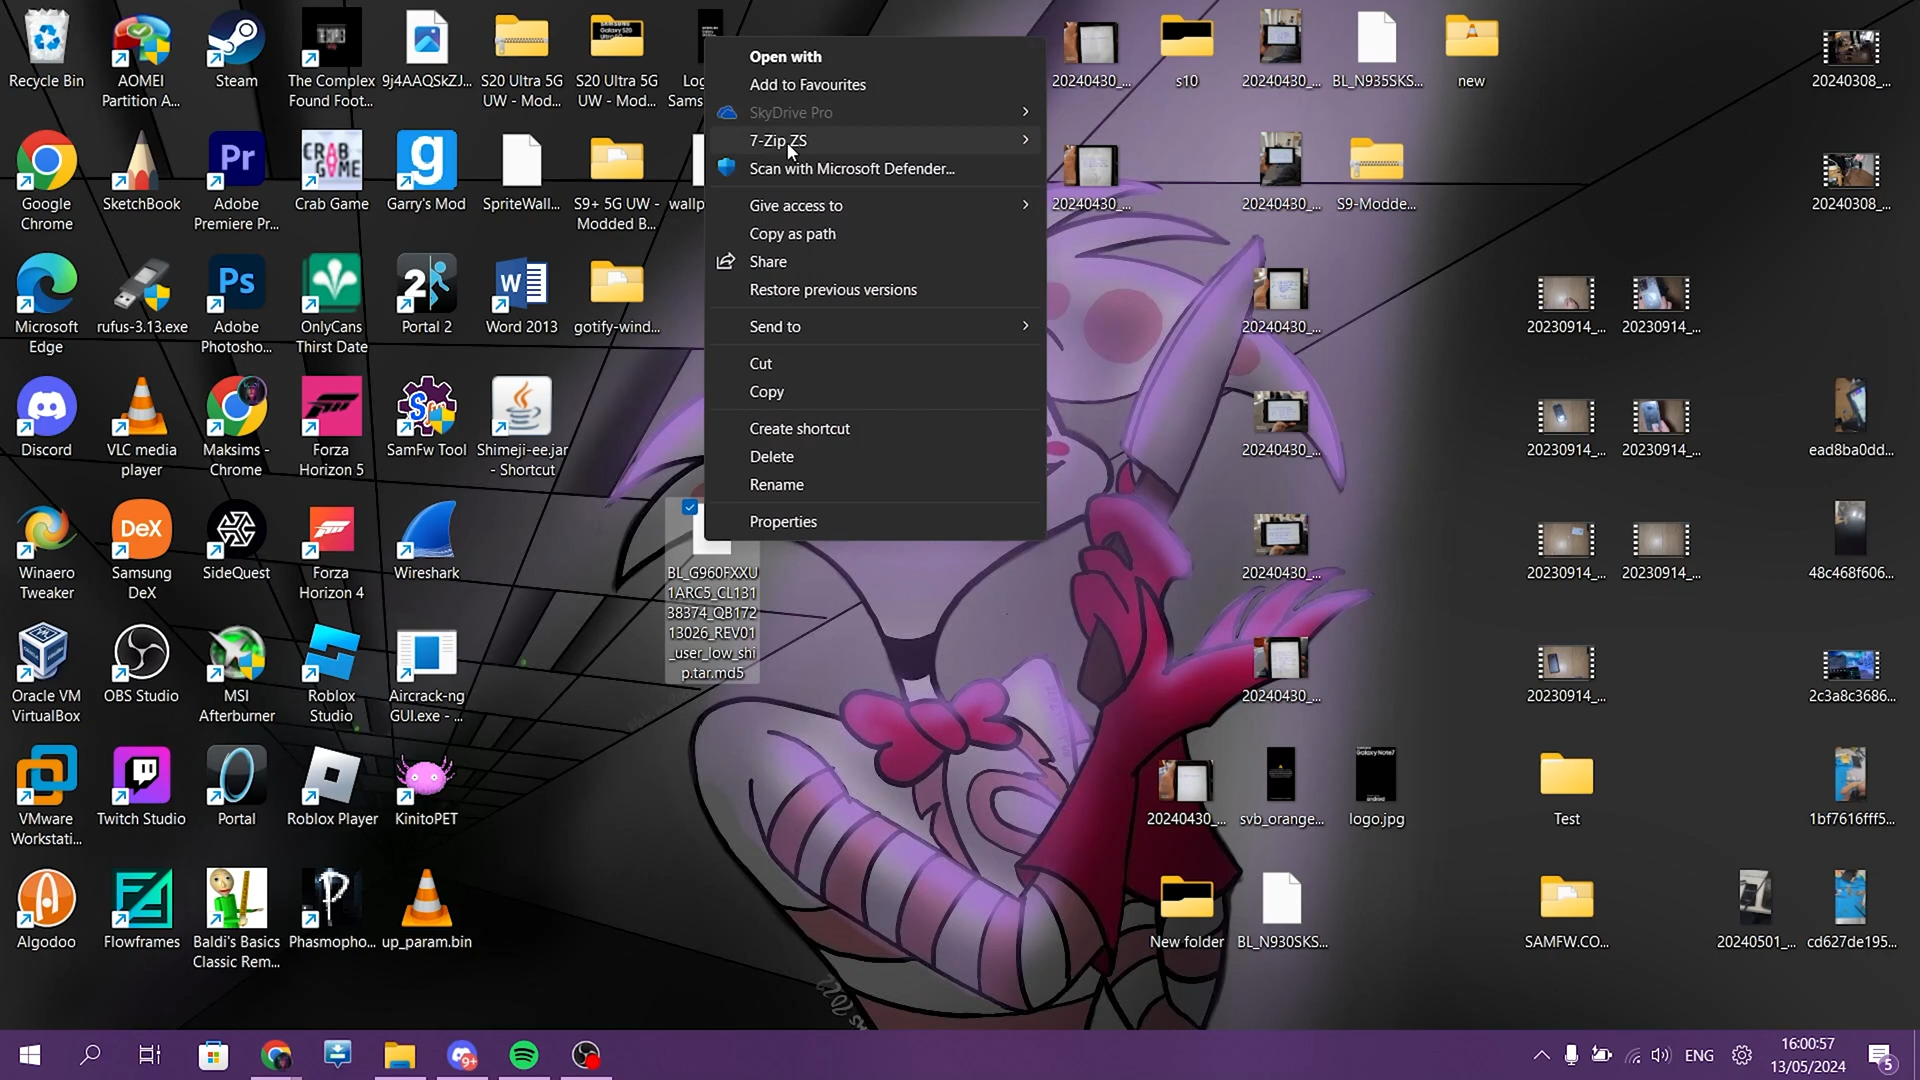 Recycle Bin
AOMEI
Partition A...
Steam
The Complex
Found Foot...
9j4AAQSkZJ...
S20 Ultra 5G
UW - Mod...
S20 Ultra 5G
UW - Mod...
Log
Sams
Open with
Add to Favourites
SkyDrive Pro
7-Zip ZS
Scan with Microsoft Defender...
Give access to
Copy as path
Share
Restore previous versions
Send to
Cut
Copy
Create shortcut
Delete
Rename
Properties
20240430_...
s10
20240430_...
BL_N935SKS...
new
20240308_...
Google
Chrome
SketchBook
Adobe
Premiere Pr...
Crab Game
Garry's Mod
SpriteWall...
S9+ 5G UW -
Modded B...
wallp
20240430_...
20240430_...
S9-Modde...
20240308_...
Microsoft
Edge
rufus-3.13.exe
Adobe
Photosho...
OnlyCans
Thirst Date
Portal 2
Word 2013
gotify-wind...
20240430_...
20230914_...
20230914_...
Discord
VLC media
player
Maksims -
Chrome
Forza
Horizon 5
SamFw Tool
Shimeji-ee.jar
- Shortcut
20240430_...
20230914_...
20230914_...
ead8ba0dd...
Winaero
Tweaker
Samsung
DeX
SideQuest
Forza
Horizon 4
Wireshark
BL_G960FXXU
1ARC5_CL131
38374_QB172
13026_REV01
_user_low_shi
p.tar.md5
20240430_...
20230914_...
20230914_...
48c468f606...
Oracle VM
VirtualBox
OBS Studio
MSI
Afterburner
Roblox
Studio
Aircrack-ng
GUI.exe - ...
20240430_...
20230914_...
2c3a8c3686...
VMware
Workstati...
Twitch Studio
Portal
Roblox Player
KinitoPET
20240430_...
svb_orange...
logo.jpg
Test
1bf7616fff5...
Algodoo
Flowframes
Baldi's Basics
Classic Rem...
Phasmopho...
up_param.bin
New folder
BL_N930SKS...
SAMFW.CO...
20240501_...
cd627de195...
ENG
16:00:57
13/05/2024
5